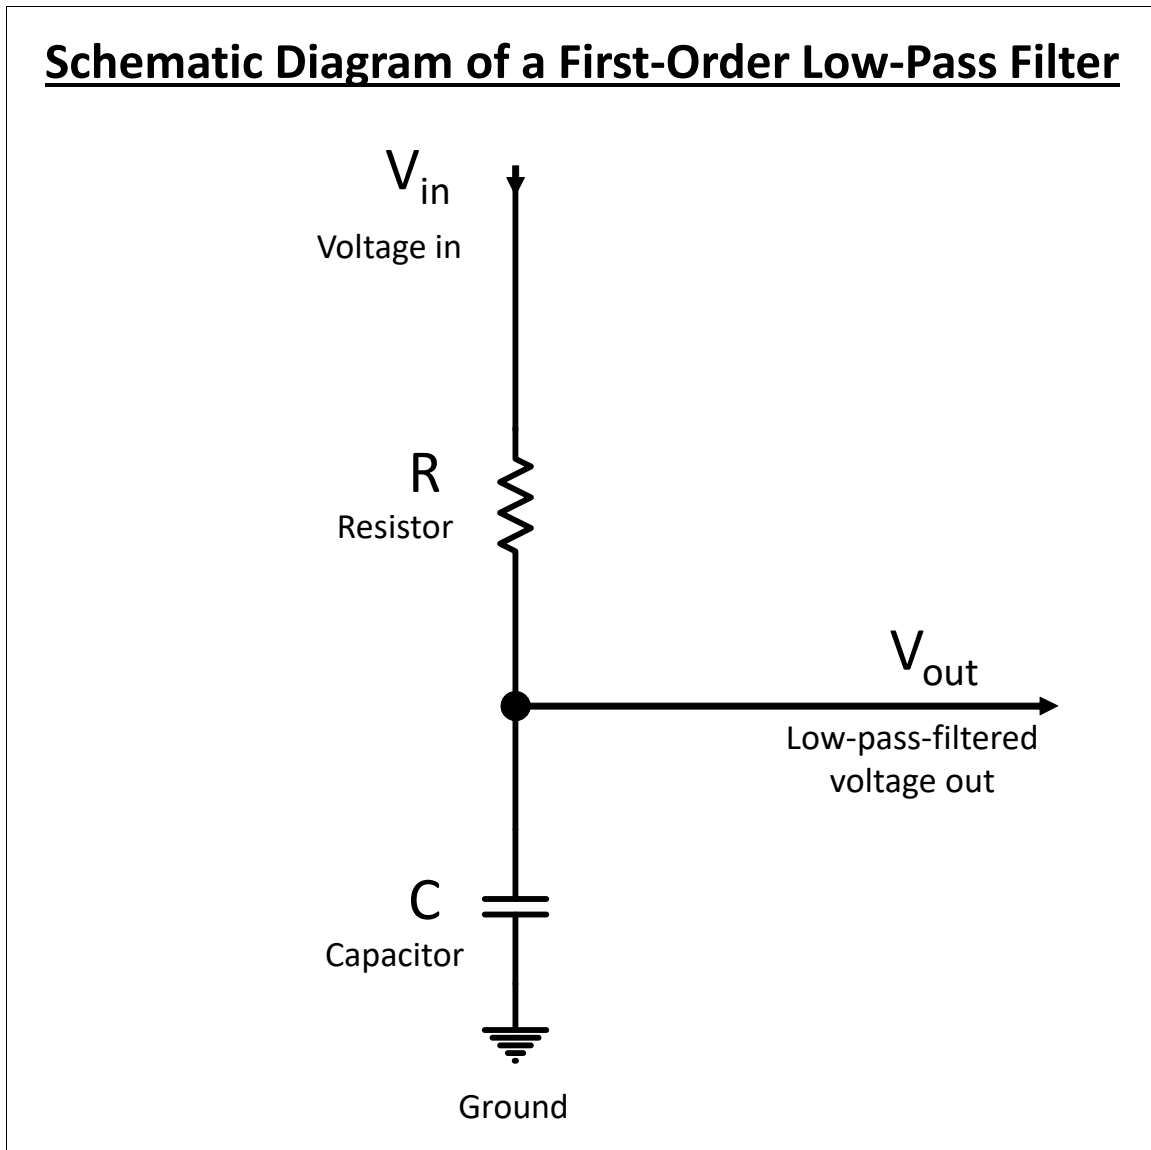 Schematic Diagram of a First-Order Low-Pass Filter
Vin
Voltage in
R
Resistor
Vout
Low-pass-filtered
voltage out
C
Capacitor
Ground